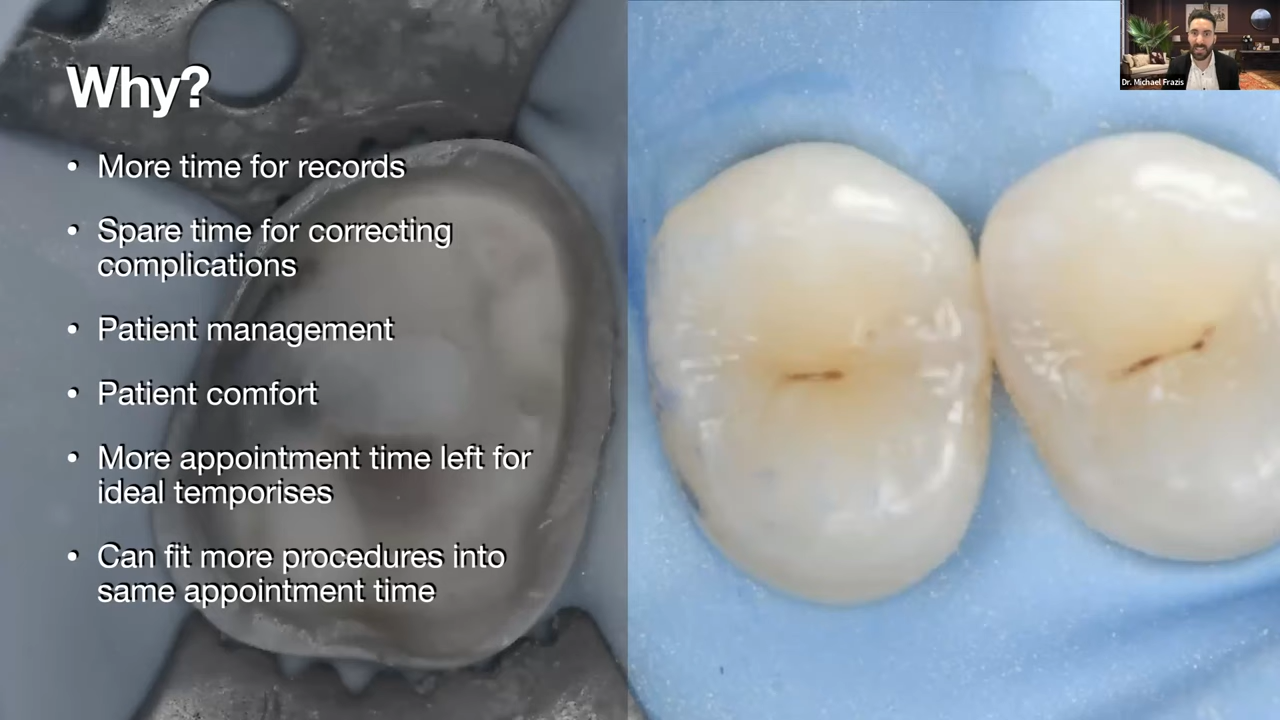 Why?
• More time for records
• Spare time for correcting
complications
• Patient management
• Patient comfort
• More appointment time left for
ideal temporises
• Can fit more procedures into
same appointment time
Dr. Michael Frazis